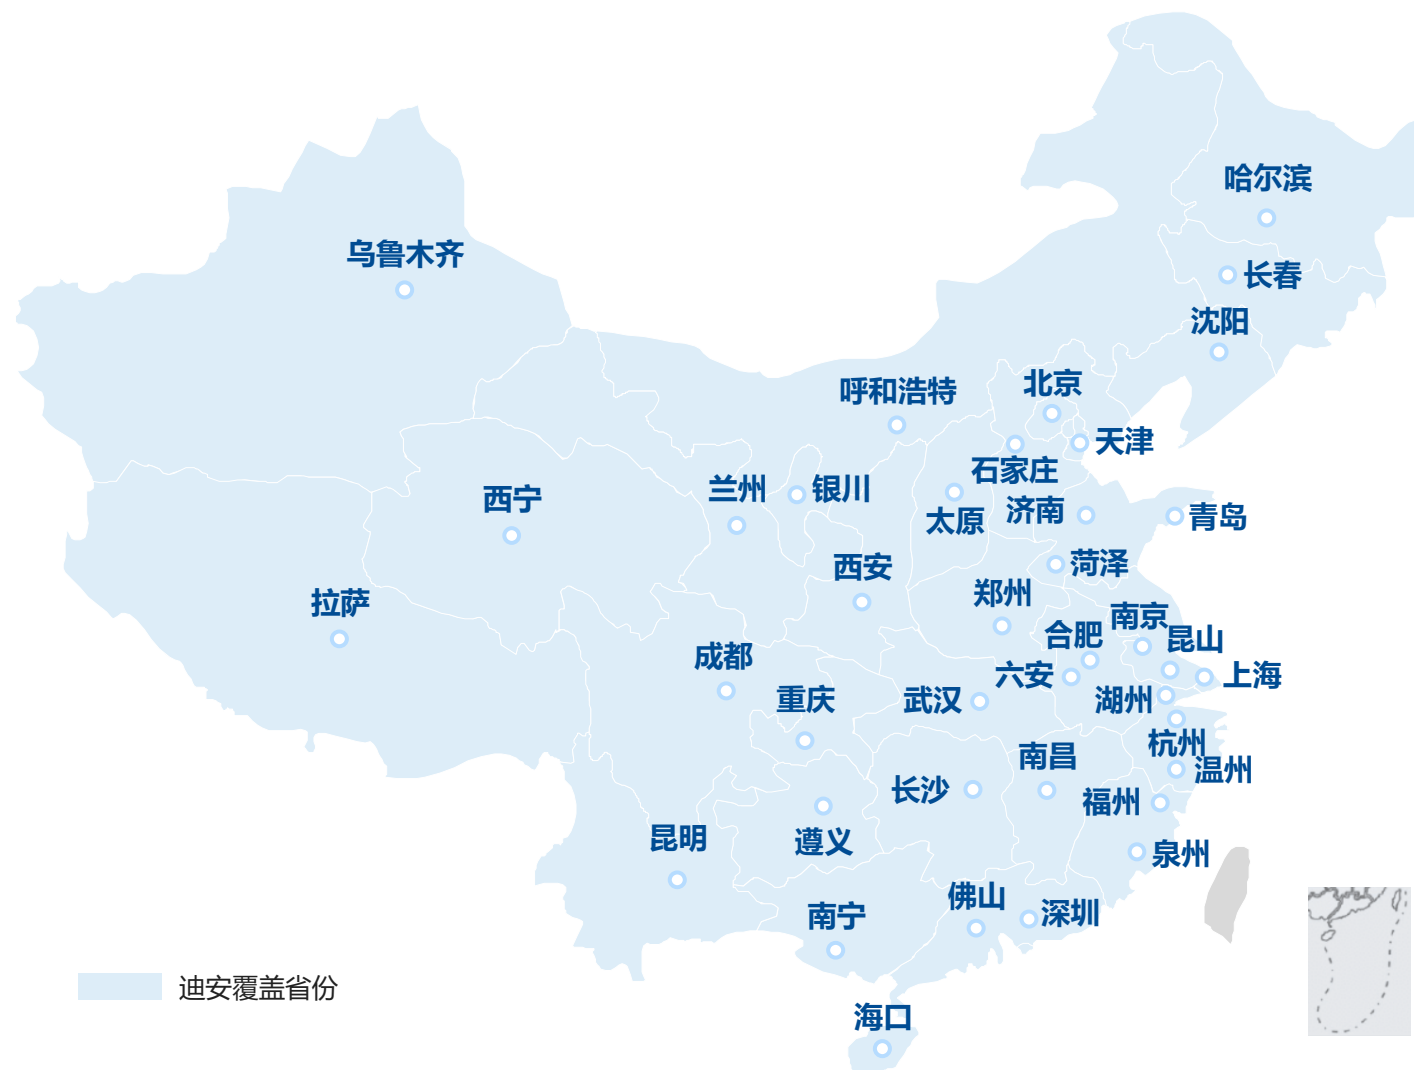 哈尔滨
乌鲁木齐
长春
沈阳
呼和浩特
北京
天津
石家庄
兰州
银川
西宁
太原
济南
青岛
西安
菏泽
郑州
拉萨
南京
合肥
昆山
成都
六安
上海
重庆
武汉
湖州
杭州
南昌
温州
长沙
福州
昆明
遵义
泉州
佛山
深圳
南宁
迪安覆盖省份
海口